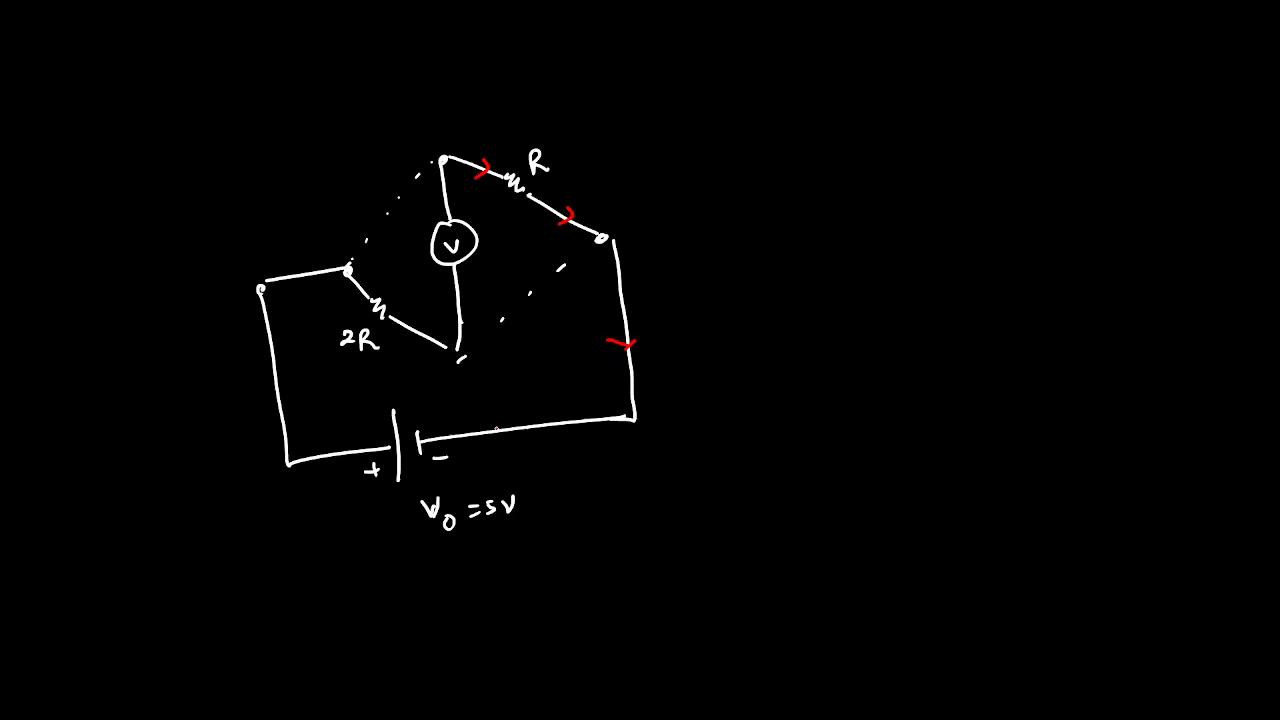 R
V
2R
+ -
V₀ = 5V